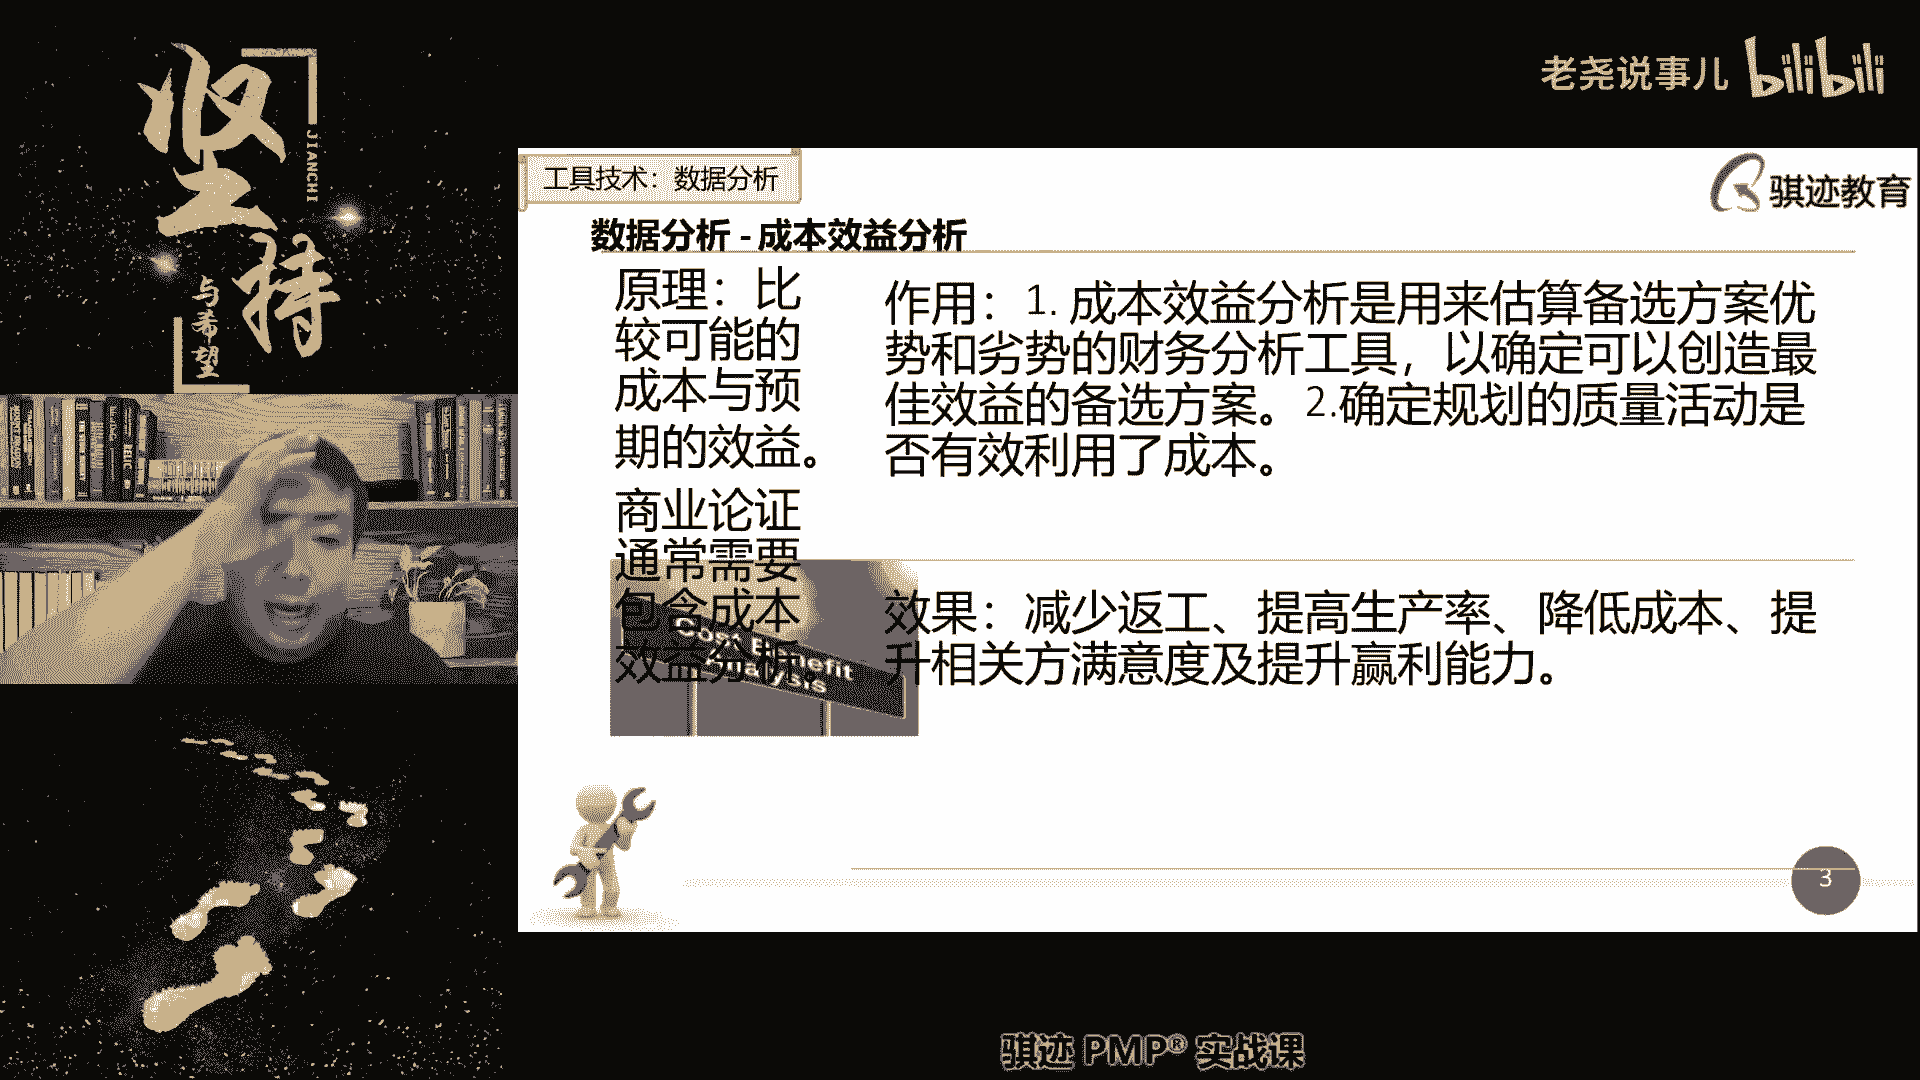 坚持
JIANCHI
与希望
老尧说事儿 bilibili
工具技术：数据分析
骐迹教育
数据分析 - 成本效益分析
原理：比
较可能的
成本与预
期的效益。
商业论证
通常需要
包含成本
效益分析。
作用：1. 成本效益分析是用来估算备选方案优
势和劣势的财务分析工具，以确定可以创造最
佳效益的备选方案。2.确定规划的质量活动是
否有效利用了成本。
Cost Benefit
Analysis
效果：减少返工、提高生产率、降低成本、提
升相关方满意度及提升赢利能力。
3
骐迹 PMP® 实战课